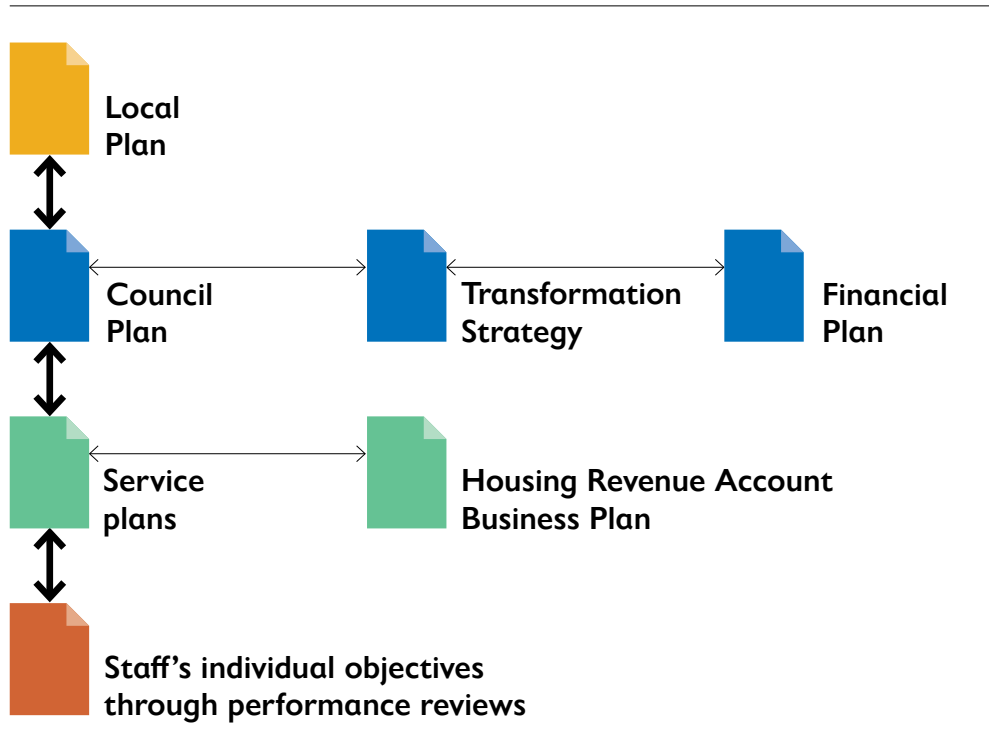 Local
Plan
Council
Plan
Transformation
Strategy
Financial
Plan
Service
plans
Housing Revenue Account
Business Plan
Staff’s individual objectives
through performance reviews